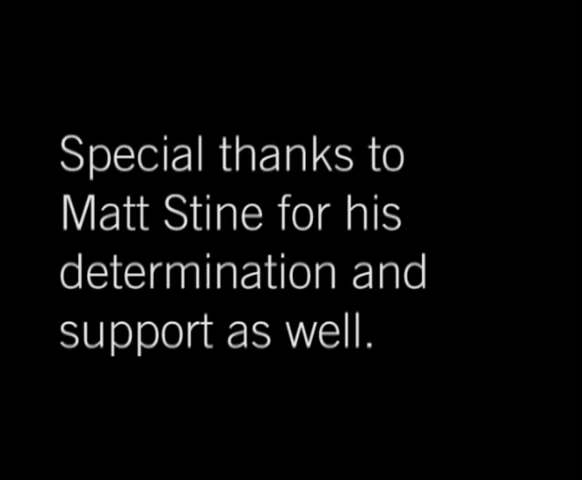 Special thanks to
Matt Stine for his
determination and
support as well.